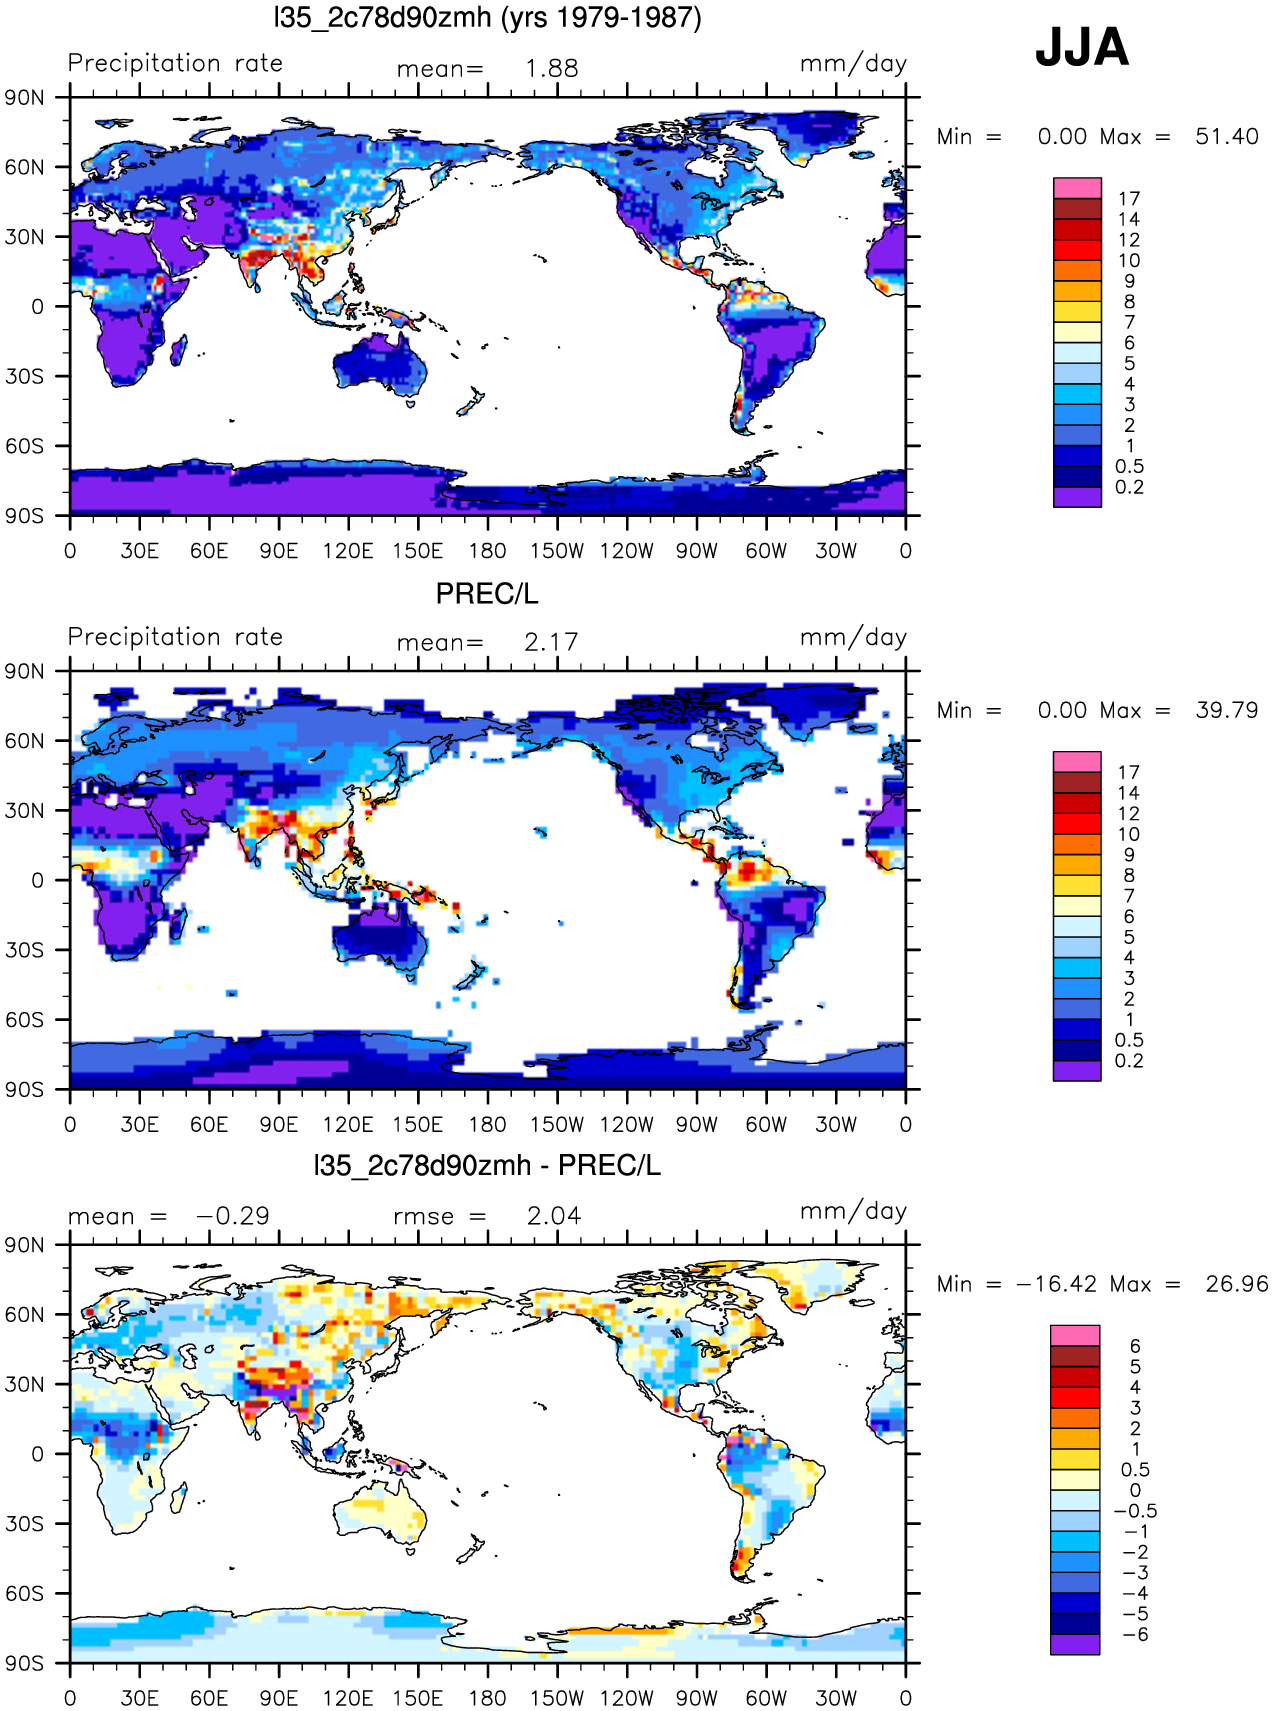 l35_2c78d90zmh (yrs 1979-1987)
JJA
Precipitation rate mean= 1.88 mm/day
Min = 0.00 Max = 51.40
90N
60N
30N
0
30S
60S
90S
0 30E 60E 90E 120E 150E 180 150W 120W 90W 60W 30W 0
17
14
12
10
9
8
7
6
5
4
3
2
1
0.5
0.2
PREC/L
Precipitation rate mean= 2.17 mm/day
Min = 0.00 Max = 39.79
90N
60N
30N
0
30S
60S
90S
0 30E 60E 90E 120E 150E 180 150W 120W 90W 60W 30W 0
17
14
12
10
9
8
7
6
5
4
3
2
1
0.5
0.2
l35_2c78d90zmh - PREC/L
mean = −0.29 rmse = 2.04 mm/day
Min = −16.42 Max = 26.96
90N
60N
30N
0
30S
60S
90S
0 30E 60E 90E 120E 150E 180 150W 120W 90W 60W 30W 0
6
5
4
3
2
1
0.5
0
−0.5
−1
−2
−3
−4
−5
−6